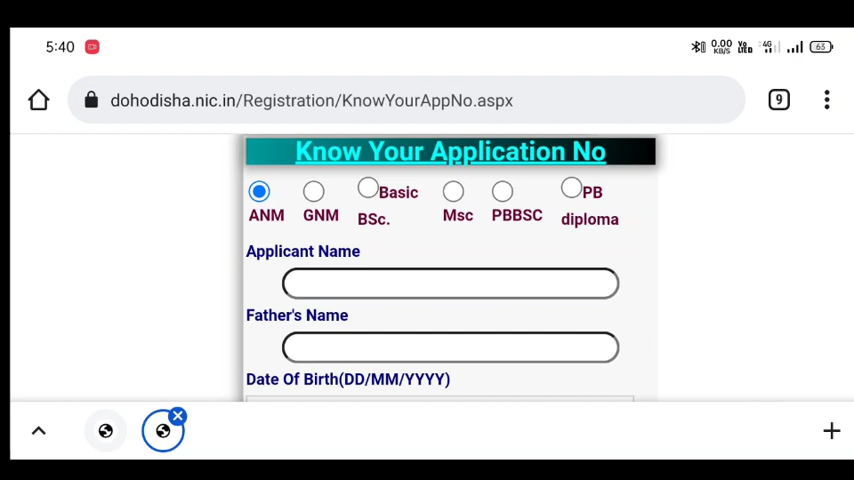 5:40 0.00 KB/S Vo LTE 4G 63
dohodisha.nic.in/Registration/KnowYourAppNo.aspx 9
Know Your Application No
ANM GNM Basic BSc. Msc PBBSC PB diploma
Applicant Name
Father's Name
Date Of Birth(DD/MM/YYYY)